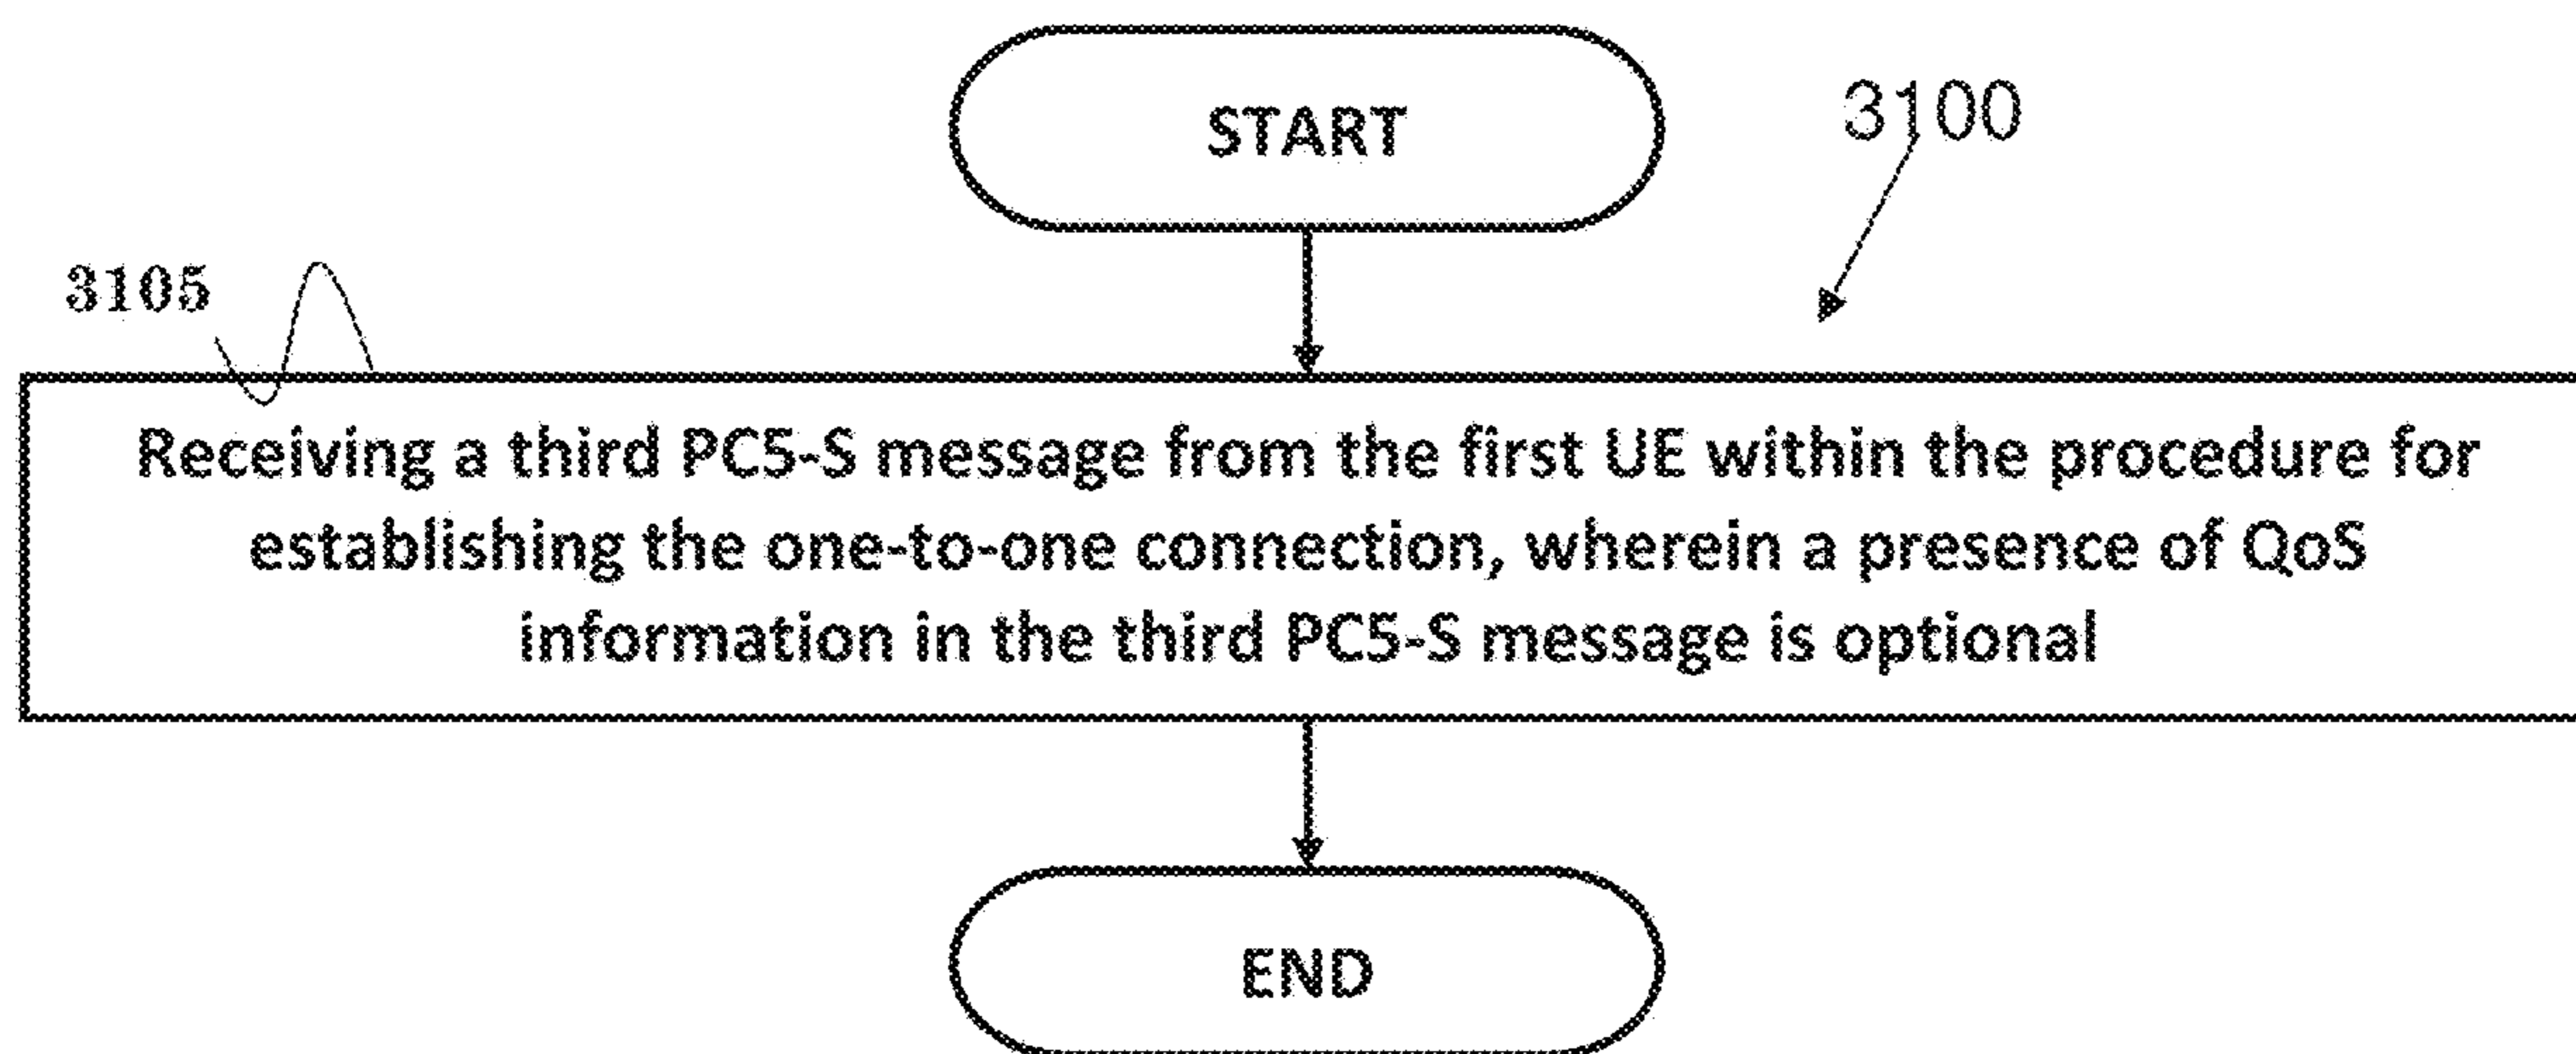 START
3100
3105
Receiving a third PC5-S message from the first UE within the procedure for
establishing the one-to-one connection, wherein a presence of QoS
information in the third PC5-S message is optional
END